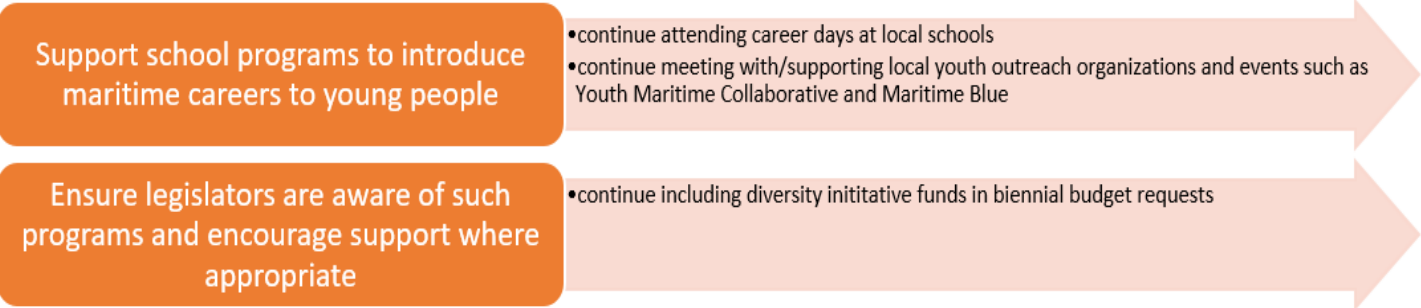 Support school programs to introduce
maritime careers to young people
•continue attending career days at local schools
•continue meeting with/supporting local youth outreach organizations and events such as
Youth Maritime Collaborative and Maritime Blue
Ensure legislators are aware of such
programs and encourage support where
appropriate
•continue including diversity inititative funds in biennial budget requests